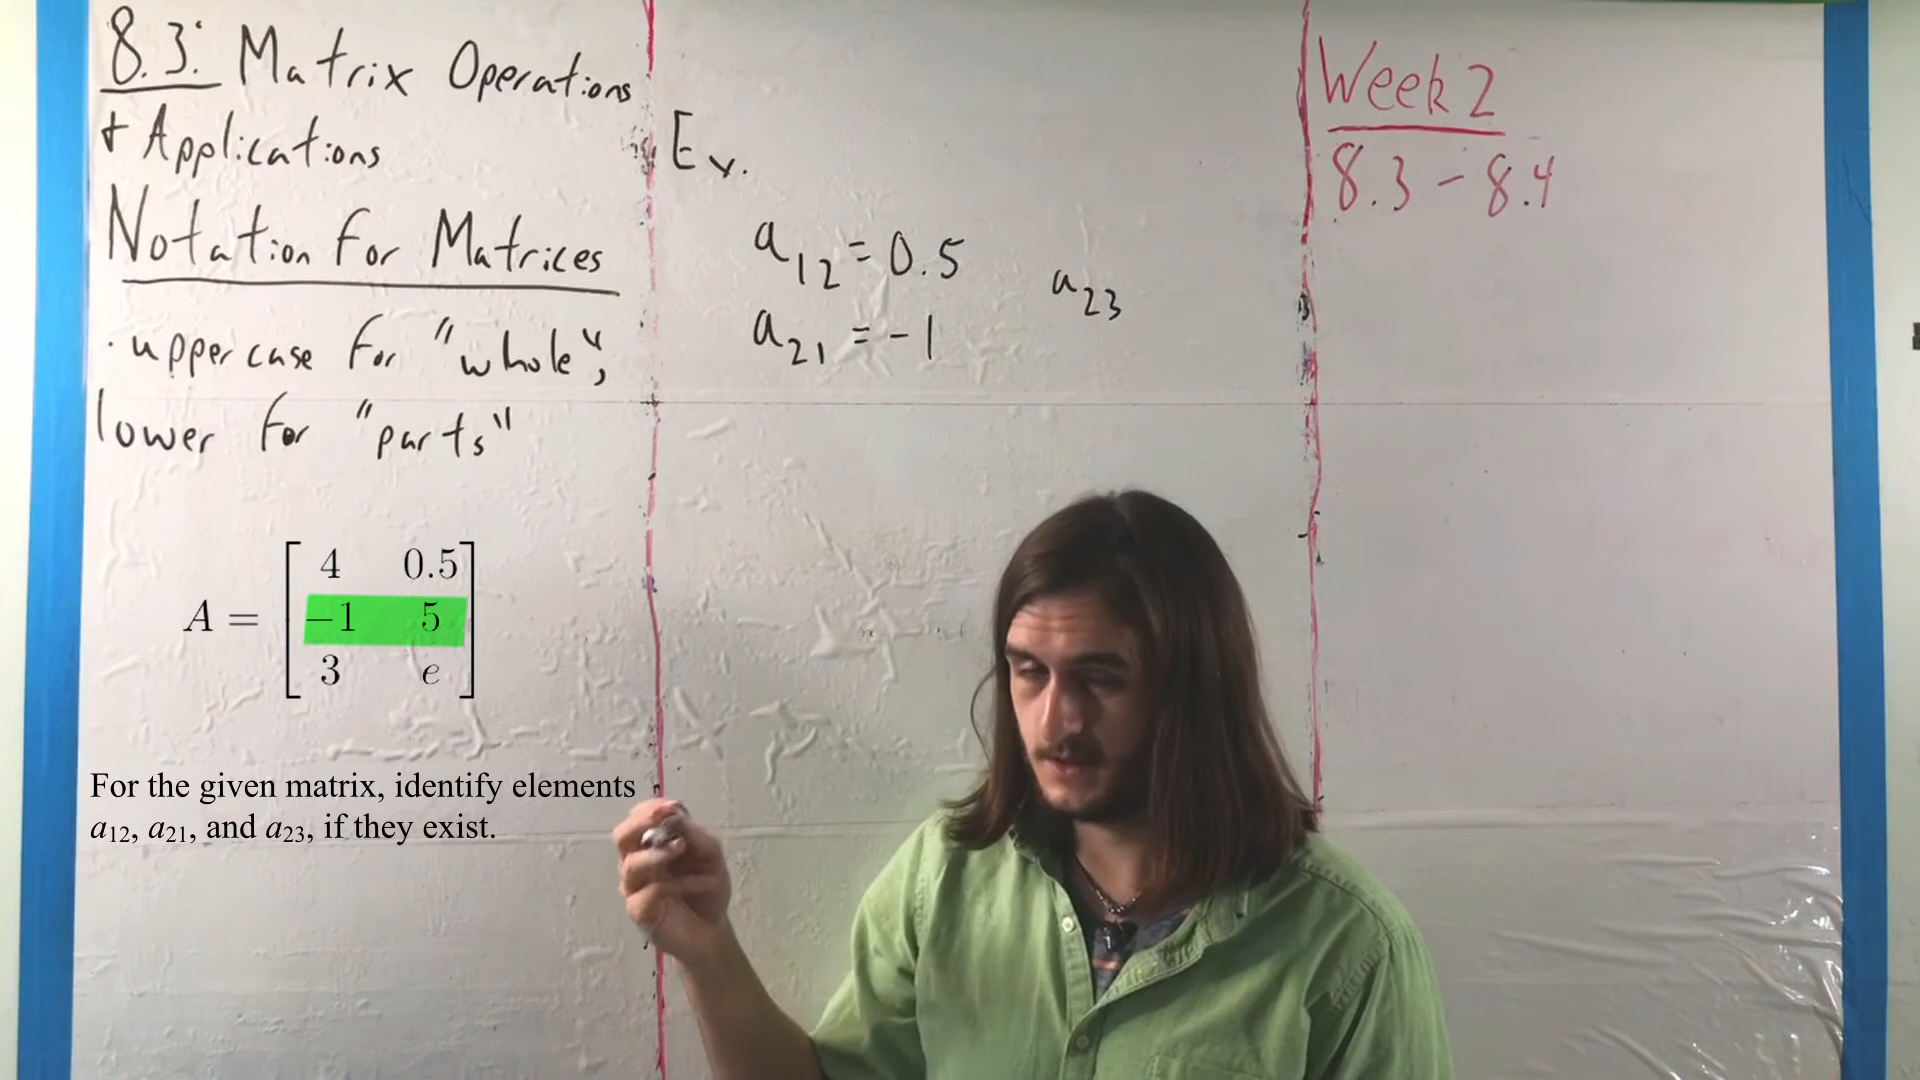 8.3: Matrix Operations
+ Applications
Notation for Matrices
· uppercase for "whole",
lower for "parts"
A = [ 4 0.5
−1 5
3 e ]
For the given matrix, identify elements
a12, a21, and a23, if they exist.
Ex.
a12 = 0.5
a21 = -1
a23
Week 2
8.3 - 8.4